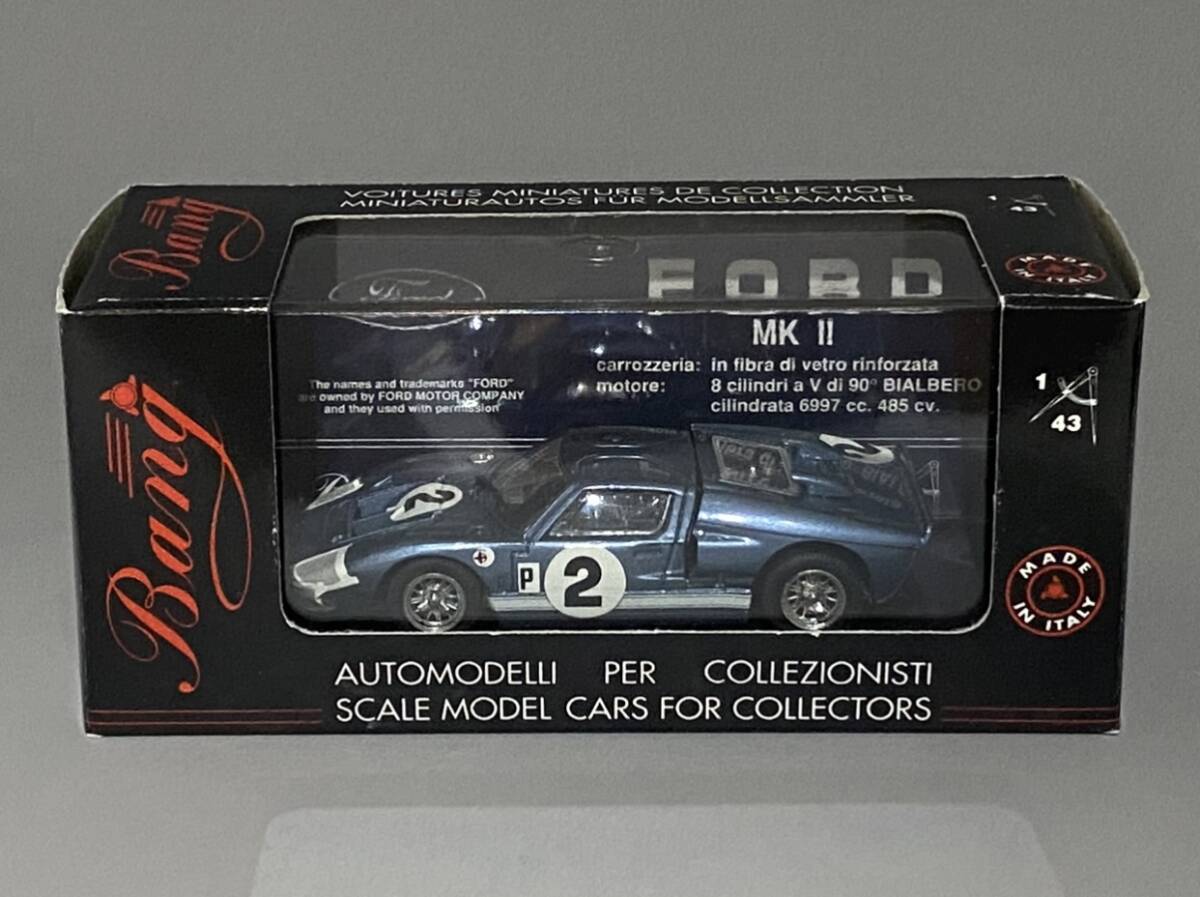 VOITURES MINIATURES DE COLLECTION
MINIATURAUTOS FÜR MODELLSAMMLER
1
43
Bang
MADE IN ITALY
Ford
FORD
MK II
carrozzeria: in fibra di vetro rinforzata
motore: 8 cilindri a V di 90° BIALBERO
cilindrata 6997 cc. 485 cv.
The names and trademarks "FORD"
are owned by FORD MOTOR COMPANY
and they used with permission
1
43
Bang
2
2
P
2
MADE IN ITALY
AUTOMODELLI PER COLLEZIONISTI
SCALE MODEL CARS FOR COLLECTORS